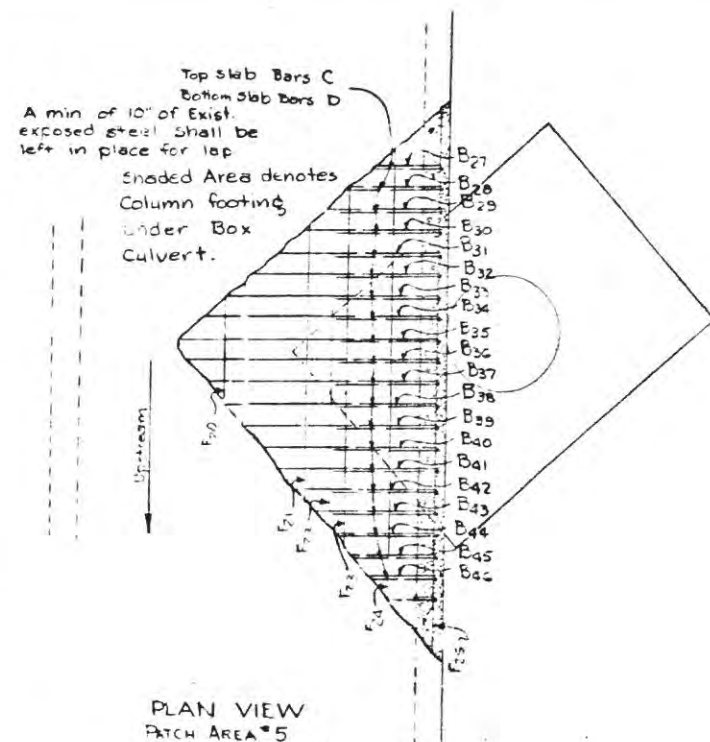 Top slab Bars C
Bottom Slab Bars D
A min of 10" of Exist.
exposed steel Shall be
left in place for lap
Shaded Area denotes
Column footing
Under Box
Culvert.
B27
B28
B29
B30
B31
B32
B33
B34
B35
B36
B37
B38
B39
B40
B41
B42
B43
B44
B45
B46
Upstream
F20
F21
F22
F23
F24
PLAN VIEW
PATCH AREA #5